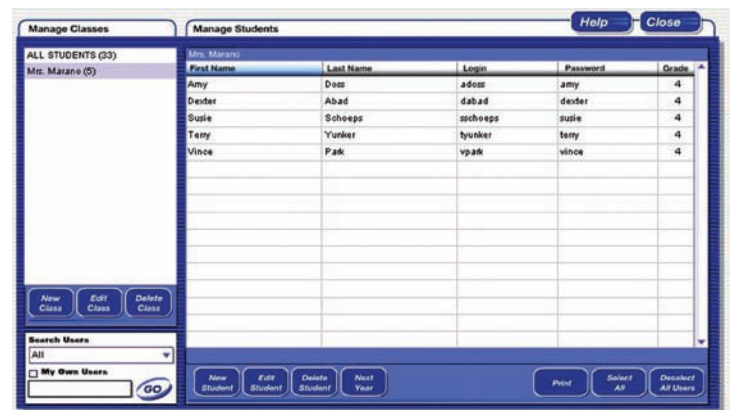 Manage Classes
Manage Students
Help
Close
ALL STUDENTS (33)
Mrs. Marano (5)
Mrs. Marano
First Name Last Name Login Password Grade
Amy Doss adoss amy 4
Dexter Abad dabad dexter 4
Susie Schoeps sschoeps susie 4
Terry Yunker tyunker terry 4
Vince Park vpark vince 4
New Class
Edit Class
Delete Class
Search Users
All
My Own Users
GO
New Student
Edit Student
Delete Student
Next Year
Print
Select All
Deselect All Users